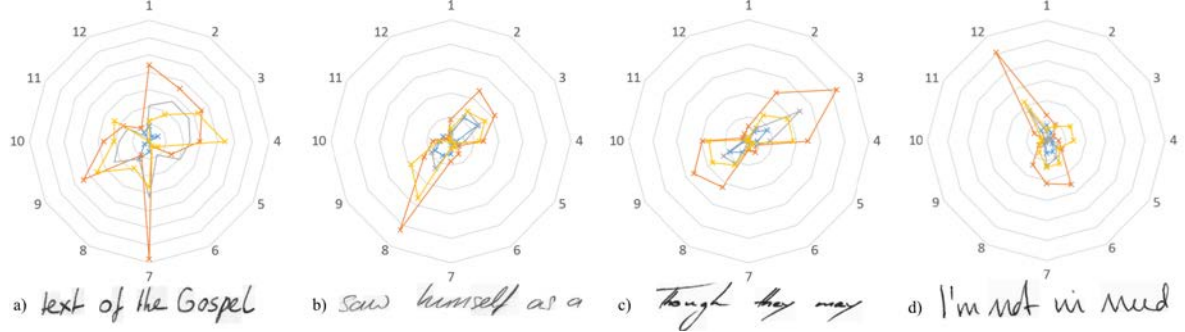 1 1 1 1
12 2 12 2 12 2 12 2
11 3 11 3 11 3 11 3
10 4 10 4 10 4 10 4
9 5 9 5 9 5 9 5
8 6 8 6 8 6 8 6
7 7 7 7
a) text of the Gospel b) saw himself as a c) Though they may d) I'm not in need